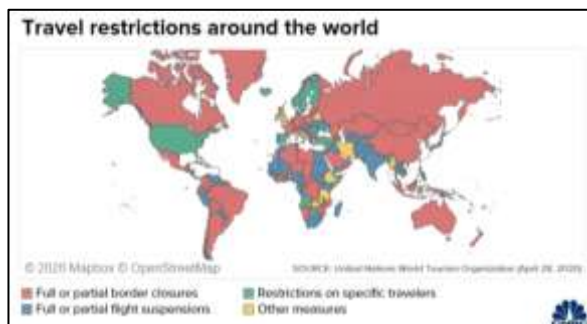 Travel restrictions around the world
© 2020 Mapbox © OpenStreetMap
SOURCE: United Nations World Tourism Organization (April 28, 2020)
Full or partial border closures
Restrictions on specific travelers
Full or partial flight suspensions
Other measures